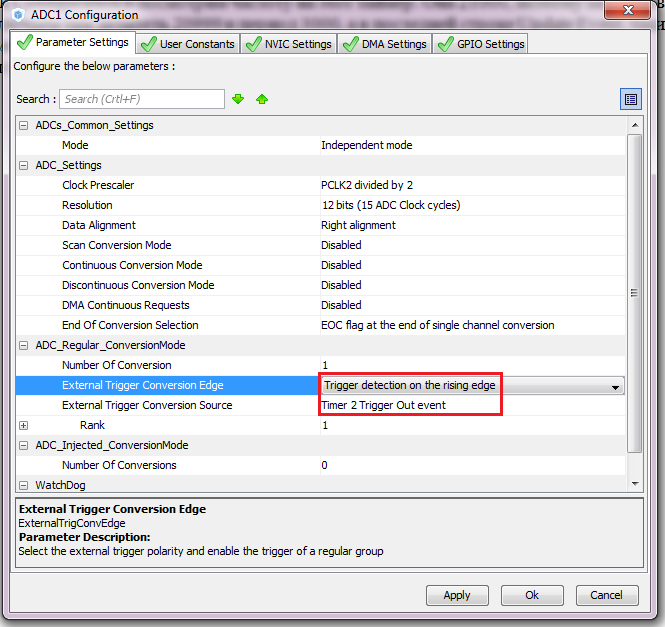 ADC1 Configuration
Parameter Settings
User Constants
NVIC Settings
DMA Settings
GPIO Settings
Configure the below parameters :
Search : Search (Crtl+F)
ADCs_Common_Settings
Mode Independent mode
ADC_Settings
Clock Prescaler PCLK2 divided by 2
Resolution 12 bits (15 ADC Clock cycles)
Data Alignment Right alignment
Scan Conversion Mode Disabled
Continuous Conversion Mode Disabled
Discontinuous Conversion Mode Disabled
DMA Continuous Requests Disabled
End Of Conversion Selection EOC flag at the end of single channel conversion
ADC_Regular_ConversionMode
Number Of Conversion 1
External Trigger Conversion Edge Trigger detection on the rising edge
External Trigger Conversion Source Timer 2 Trigger Out event
Rank 1
ADC_Injected_ConversionMode
Number Of Conversions 0
WatchDog
External Trigger Conversion Edge
ExternalTrigConvEdge
Parameter Description:
Select the external trigger polarity and enable the trigger of a regular group
Apply Ok Cancel